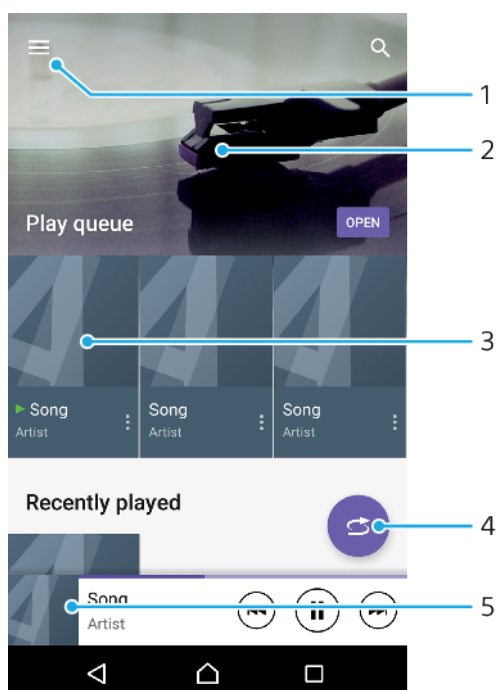 1
2
Play queue
OPEN
3
Song
Artist
Song
Artist
Song
Artist
Recently played
4
Song
Artist
5